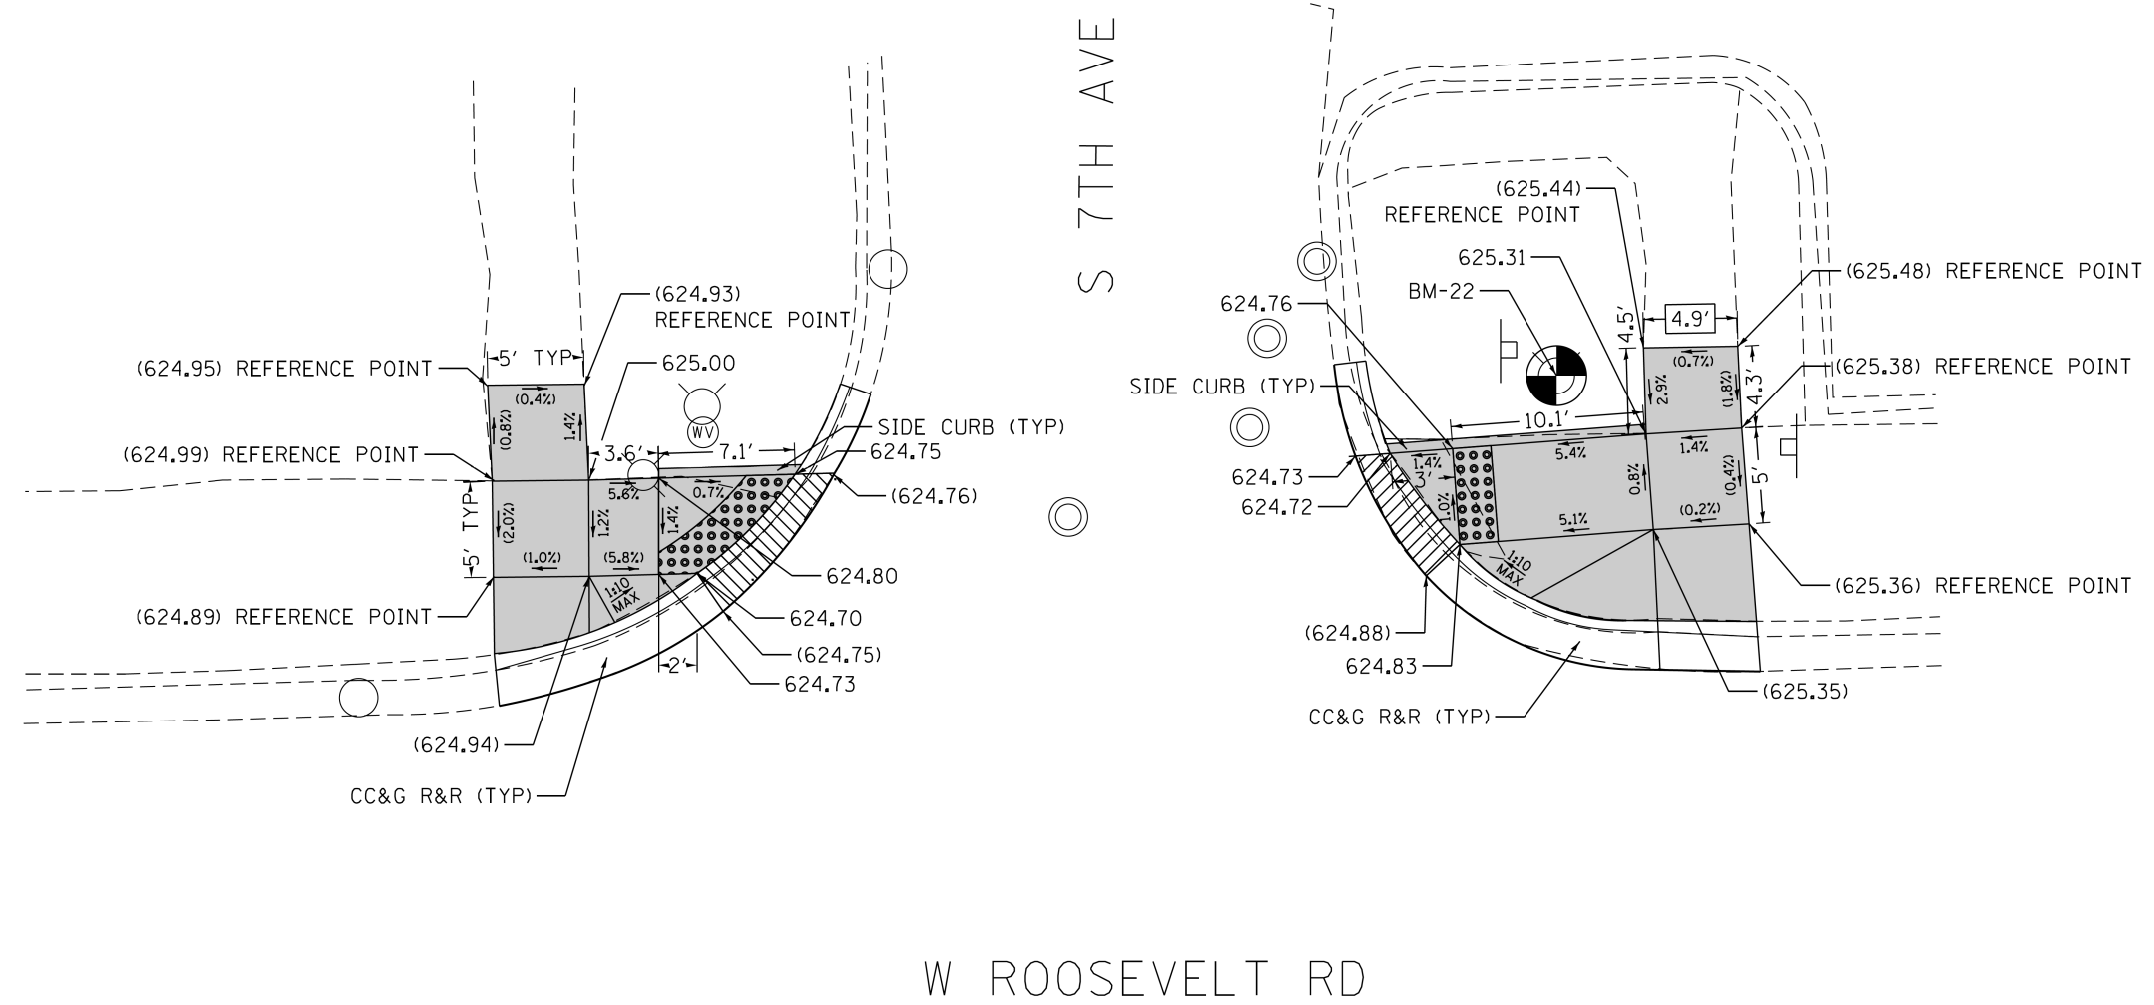 S 7TH AVE
(624.93)
REFERENCE POINT
5' TYP
(624.95) REFERENCE POINT
625.00
(0.4%)
(0.8%)
1.4%
WV
SIDE CURB (TYP)
3.6'
7.1'
624.75
(624.99) REFERENCE POINT
5.6%
0.7%
(624.76)
5' TYP
(2.0%)
1.2%
1.4%
(1.0%)
(5.8%)
624.80
1:10
MAX
(624.89) REFERENCE POINT
624.70
(624.75)
2'
624.73
(624.94)
CC&G R&R (TYP)
(625.44)
REFERENCE POINT
625.31
(625.48) REFERENCE POINT
BM-22
624.76
4.5'
4.9'
(0.7%)
(625.38) REFERENCE POINT
SIDE CURB (TYP)
2.9%
(1.8%)
4.3'
10.1'
1.4%
5.4%
1.4%
624.73
3'
0.8%
(0.4%)
5'
624.72
1.0%
5.1%
(0.2%)
1:10
MAX
(625.36) REFERENCE POINT
(624.88)
624.83
(625.35)
CC&G R&R (TYP)
W ROOSEVELT RD